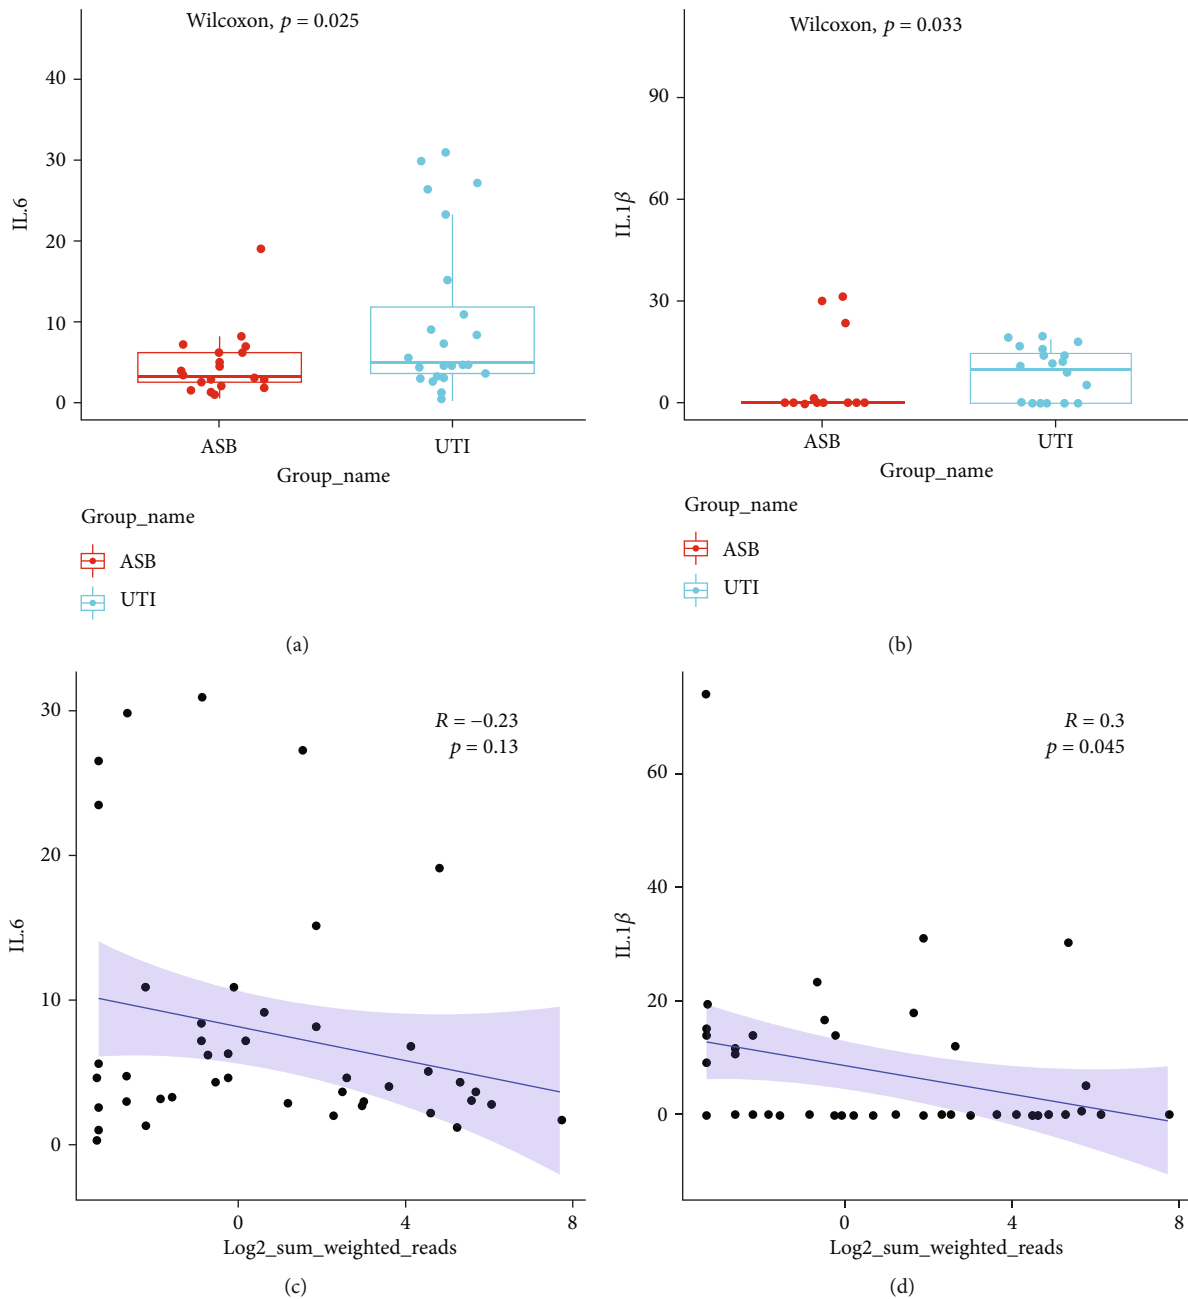 Wilcoxon, p = 0.025
40
30
20
10
0
IL.6
ASB
UTI
Group_name
Group_name
ASB
UTI
(a)
Wilcoxon, p = 0.033
90
60
30
0
IL.1β
ASB
UTI
Group_name
Group_name
ASB
UTI
(b)
R = −0.23
p = 0.13
30
20
10
0
IL.6
0
4
8
Log2_sum_weighted_reads
(c)
R = 0.3
p = 0.045
60
40
20
0
IL.1β
0
4
8
Log2_sum_weighted_reads
(d)